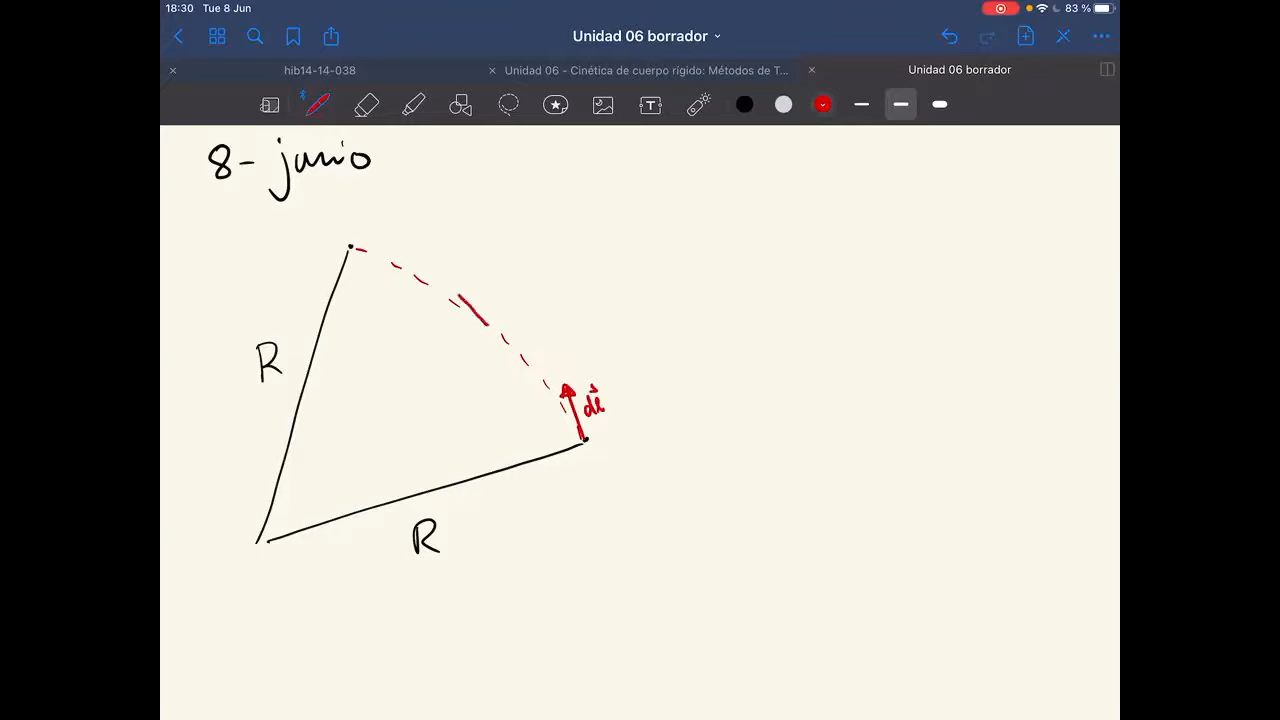 18:30 Tue 8 Jun 83 %
Unidad 06 borrador
hib14-14-038 Unidad 06 - Cinética de cuerpo rígido: Métodos de T... Unidad 06 borrador
T
8- junio
R
dl
R